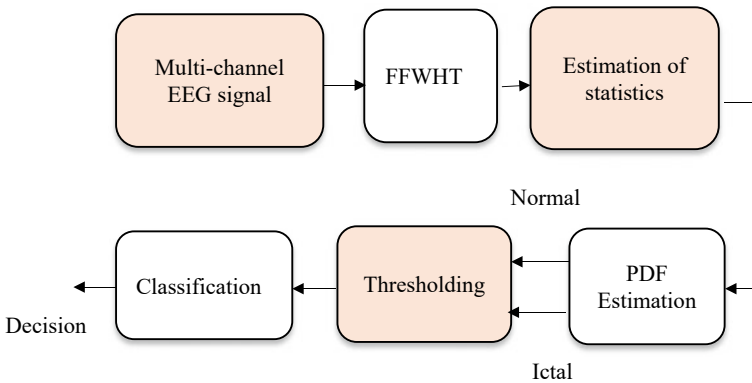 Multi-channel
EEG signal
FFWHT
Estimation of
statistics
Normal
Classification
Thresholding
PDF
Estimation
Decision
Ictal